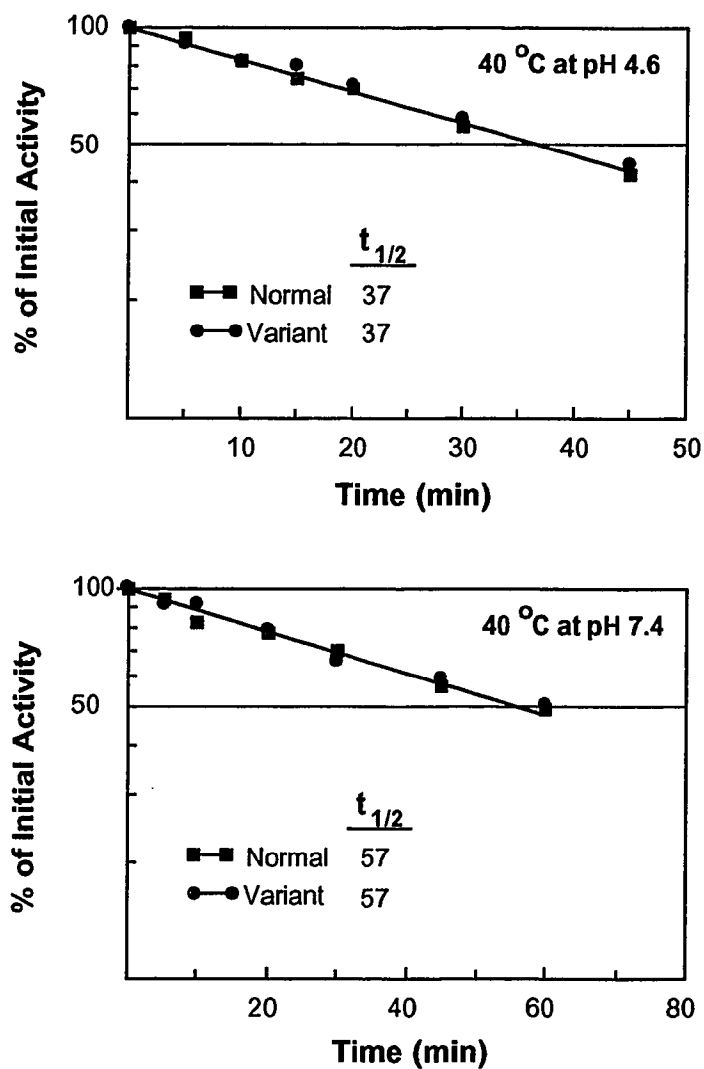 100
40 °C at pH 4.6
50
% of Initial Activity
t 1/2
Normal 37
Variant 37
10 20 30 40 50
Time (min)
100
40 °C at pH 7.4
50
% of Initial Activity
t 1/2
Normal 57
Variant 57
20 40 60 80
Time (min)